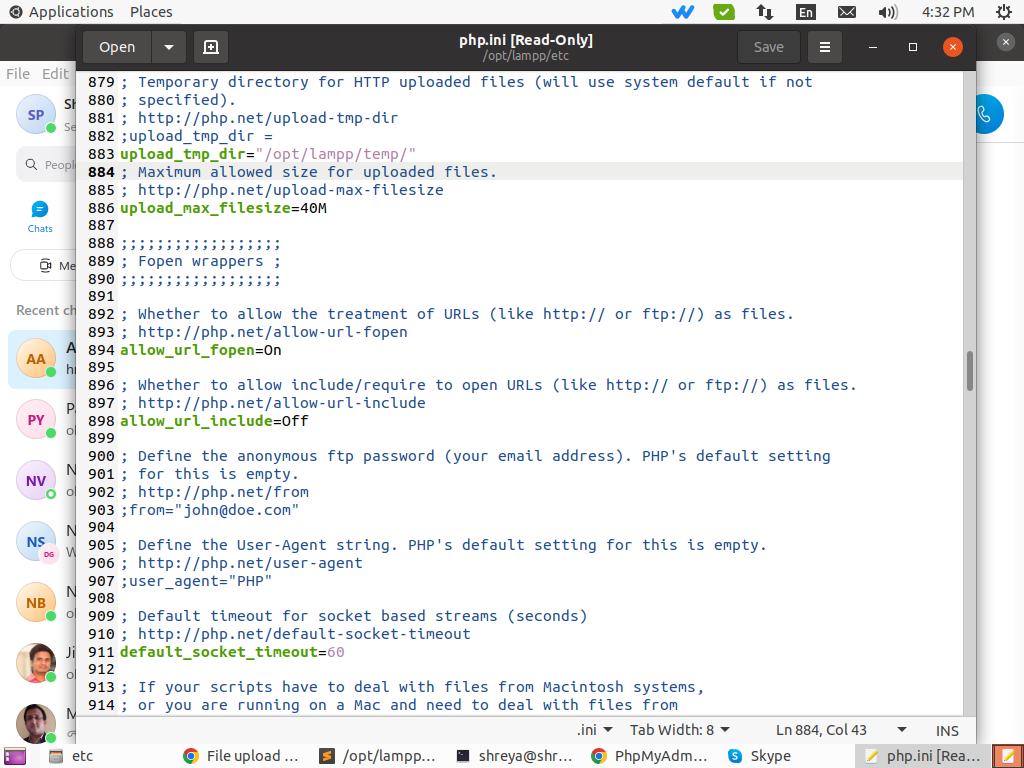 Applications Places En 4:32 PM
Open php.ini [Read-Only] Save
/opt/lampp/etc
File Edit
SP
People
Chats
Me
Recent ch
AA
PY
NV
NS
DG
NB
879 ; Temporary directory for HTTP uploaded files (will use system default if not
880 ; specified).
881 ; http://php.net/upload-tmp-dir
882 ;upload_tmp_dir =
883 upload_tmp_dir="/opt/lampp/temp/"
884 ; Maximum allowed size for uploaded files.
885 ; http://php.net/upload-max-filesize
886 upload_max_filesize=40M
887
888 ;;;;;;;;;;;;;;;;;;
889 ; Fopen wrappers ;
890 ;;;;;;;;;;;;;;;;;;
891
892 ; Whether to allow the treatment of URLs (like http:// or ftp://) as files.
893 ; http://php.net/allow-url-fopen
894 allow_url_fopen=On
895
896 ; Whether to allow include/require to open URLs (like http:// or ftp://) as files.
897 ; http://php.net/allow-url-include
898 allow_url_include=Off
899
900 ; Define the anonymous ftp password (your email address). PHP's default setting
901 ; for this is empty.
902 ; http://php.net/from
903 ;from="john@doe.com"
904
905 ; Define the User-Agent string. PHP's default setting for this is empty.
906 ; http://php.net/user-agent
907 ;user_agent="PHP"
908
909 ; Default timeout for socket based streams (seconds)
910 ; http://php.net/default-socket-timeout
911 default_socket_timeout=60
912
913 ; If your scripts have to deal with files from Macintosh systems,
914 ; or you are running on a Mac and need to deal with files from
.ini Tab Width: 8 Ln 884, Col 43 INS
etc File upload ... /opt/lampp... shreya@shr... PhpMyAdm... Skype php.ini [Rea...